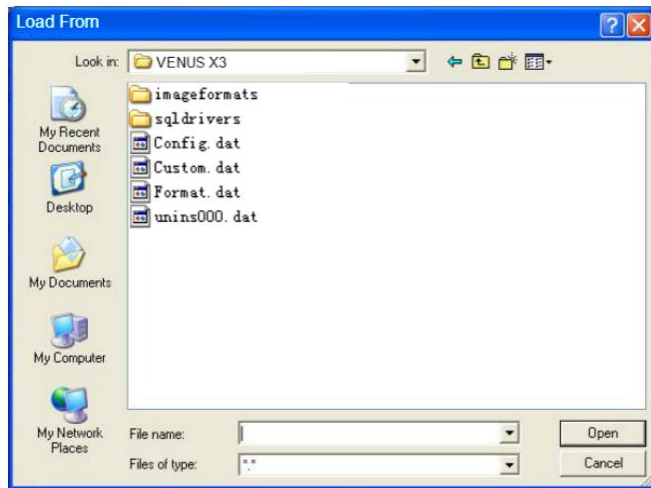 Load From
Look in: VENUS X3
My Recent
Documents
Desktop
My Documents
My Computer
My Network
Places
imageformats
sqldrivers
Config.dat
Custom.dat
Format.dat
unins000.dat
File name:
Open
Files of type: *.*
Cancel